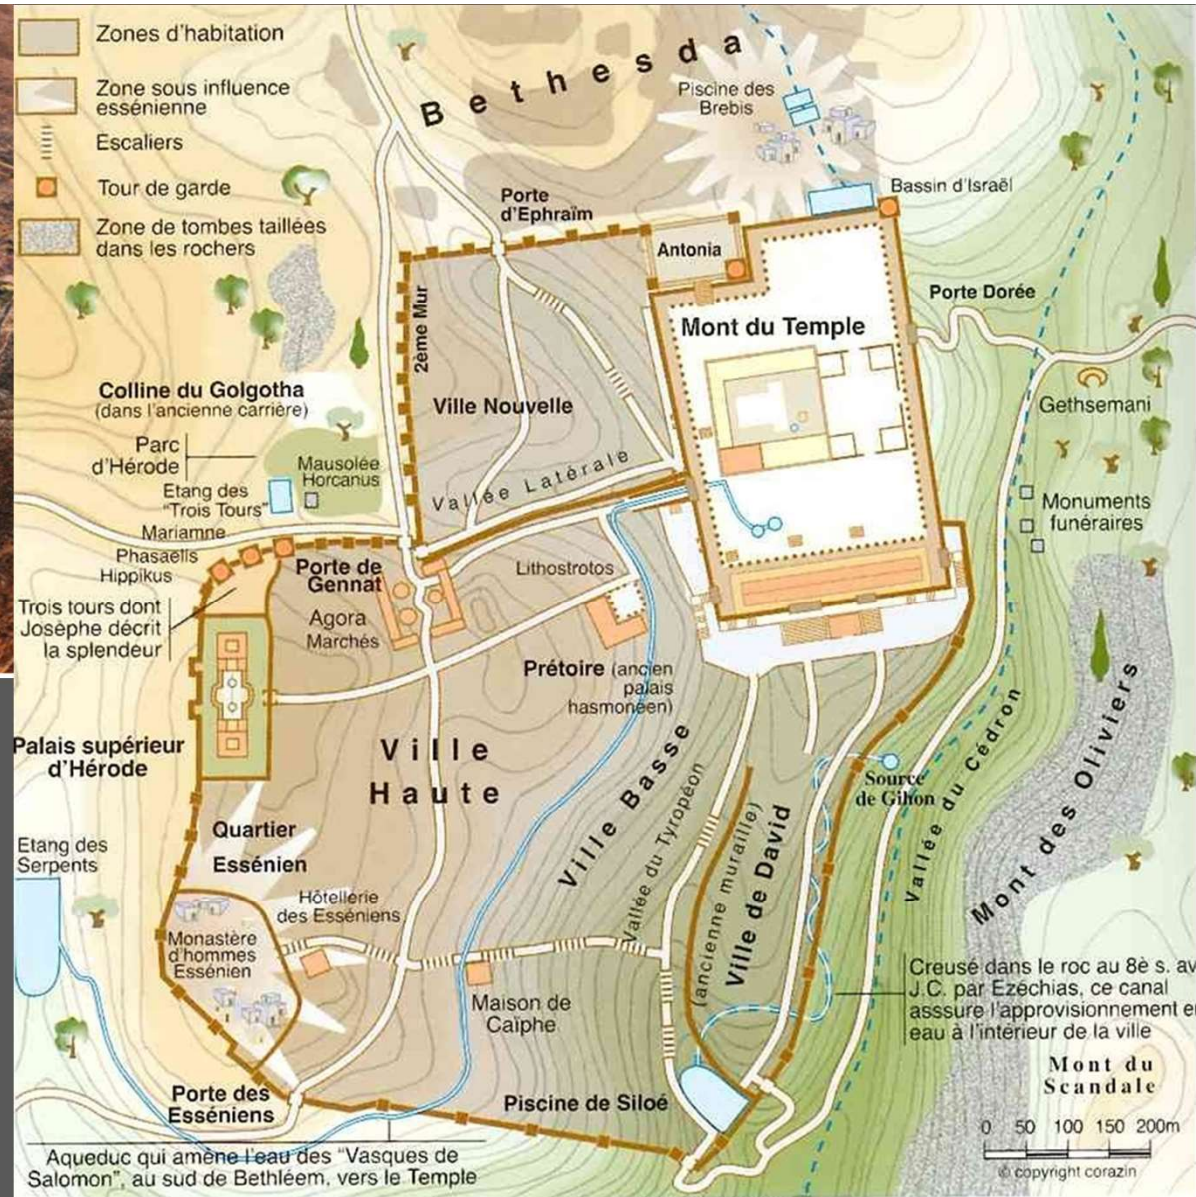 Zones d'habitation
Zone sous influence
essénienne
Escaliers
Tour de garde
Zone de tombes taillées
dans les rochers
Bethesda
Piscine des
Brebis
Bassin d'Israël
Porte
d'Ephraïm
Antonia
Porte Dorée
2ème Mur
Mont du Temple
Colline du Golgotha
(dans l'ancienne carrière)
Ville Nouvelle
Gethsemani
Parc
d'Hérode
Mausolée
Horcanus
Vallée Latérale
Etang des
"Trois Tours"
Monuments
funéraires
Mariamne
Phasaells
Hippikus
Porte de
Gennat
Lithostrotos
Trois tours dont
Josèphe décrit
la splendeur
Agora
Marchés
Prétoire (ancien
palais
hasmonéen)
Palais supérieur
d'Hérode
Ville
Haute
Ville Basse
Vallée du Tyropéon
(ancienne muraille)
Ville de David
Source
de Gihon
Vallée du Cédron
Mont des Oliviers
Quartier
Essénien
Etang des
Serpents
Hôtellerie
des Esséniens
Monastère
d'hommes
Essénien
Maison de
Caïphe
Creusé dans le roc au 8è s. av
J.C. par Ezéchias, ce canal
asssure l'approvisionnement e
eau à l'intérieur de la ville
Mont du
Scandale
Porte des
Esséniens
Piscine de Siloé
0 50 100 150 200m
© copyright corazin
Aqueduc qui amène l'eau des "Vasques de
Salomon", au sud de Bethléem, vers le Temple